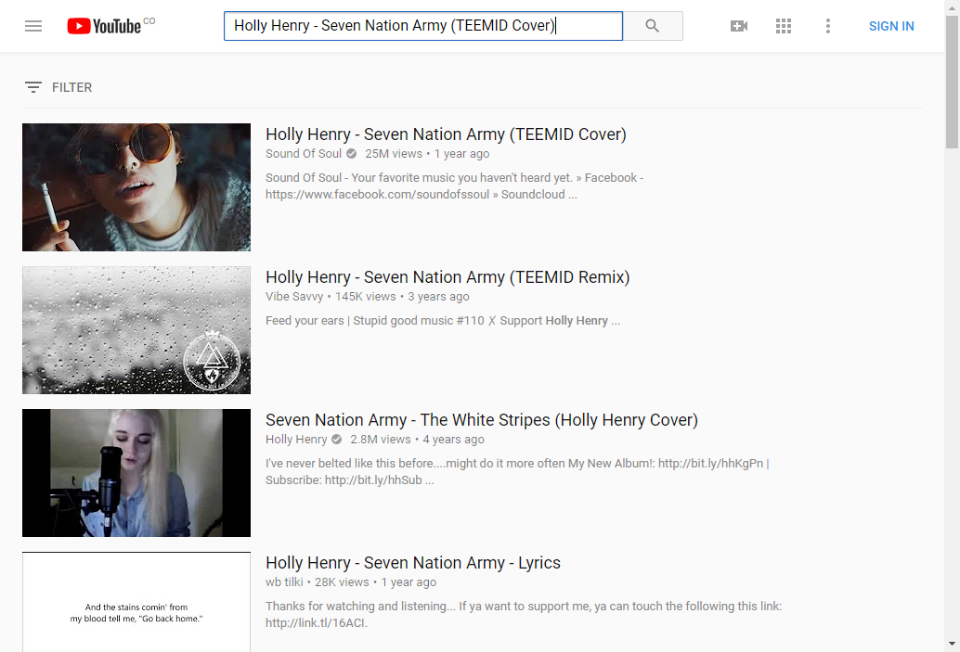 YouTube CO
Holly Henry - Seven Nation Army (TEEMID Cover)
SIGN IN
FILTER
Holly Henry - Seven Nation Army (TEEMID Cover)
Sound Of Soul 25M views • 1 year ago
Sound Of Soul - Your favorite music you haven't heard yet. » Facebook -
https://www.facebook.com/soundofssoul » Soundcloud ...
Holly Henry - Seven Nation Army (TEEMID Remix)
Vibe Savvy • 145K views • 3 years ago
Feed your ears | Stupid good music #110 ╳ Support Holly Henry ...
Seven Nation Army - The White Stripes (Holly Henry Cover)
Holly Henry 2.8M views • 4 years ago
I've never belted like this before....might do it more often My New Album!: http://bit.ly/hhKgPn |
Subscribe: http://bit.ly/hhSub ...
And the stains comin' from
my blood tell me, "Go back home."
Holly Henry - Seven Nation Army - Lyrics
wb tilki • 28K views • 1 year ago
Thanks for watching and listening... If ya want to support me, ya can touch the following this link:
http://link.tl/16ACI.